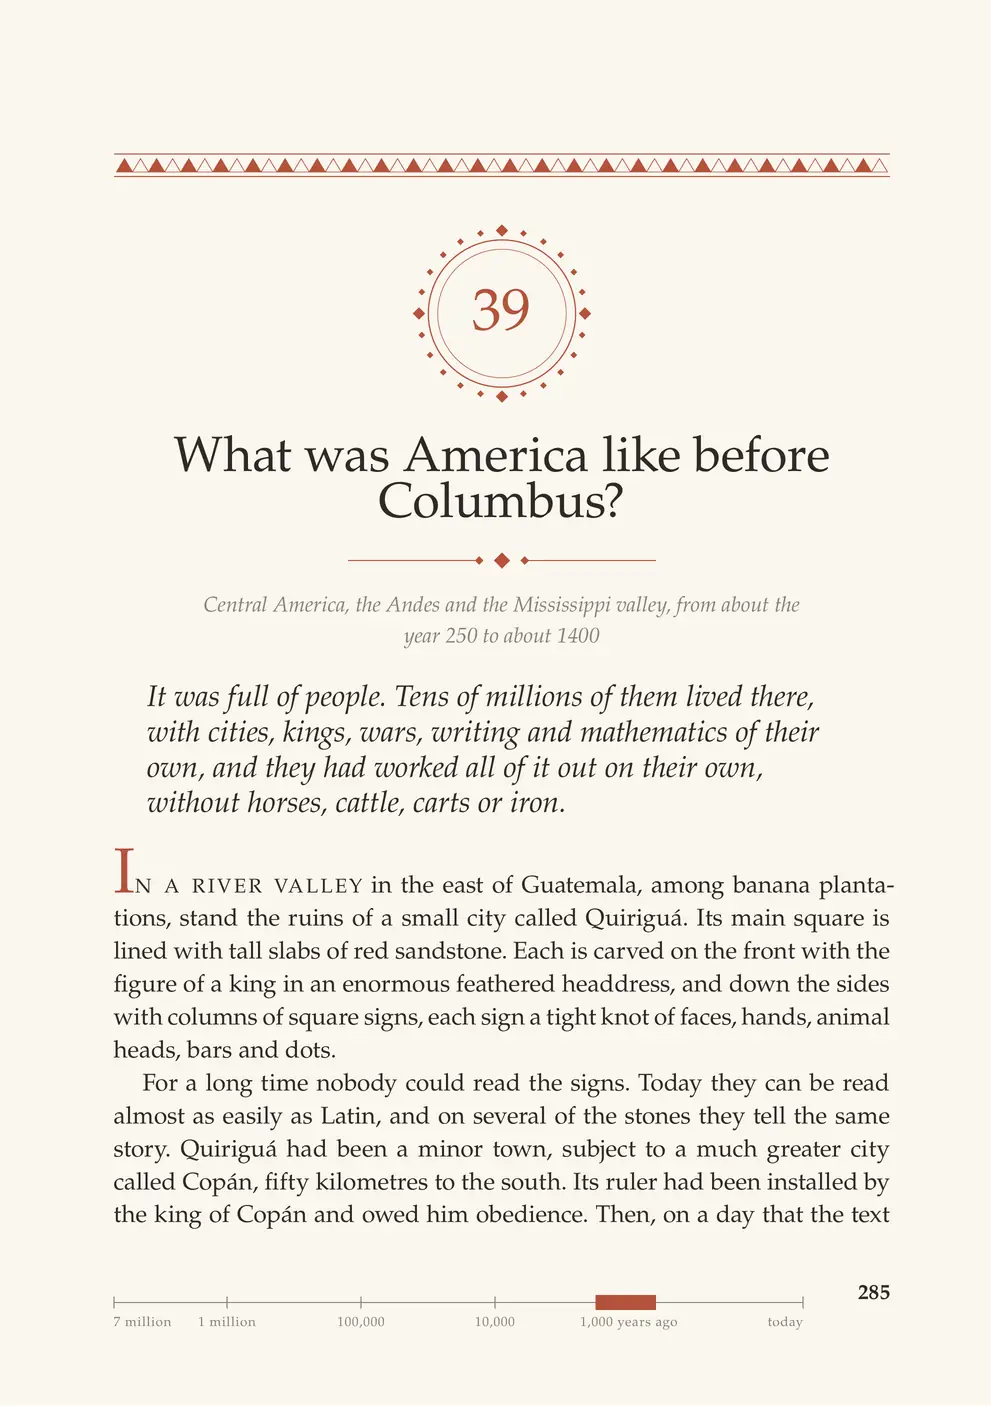 39
What was America like before
Columbus?
Central America, the Andes and the Mississippi valley, from about the
year 250 to about 1400
It was full of people. Tens of millions of them lived there,
with cities, kings, wars, writing and mathematics of their
own, and they had worked all of it out on their own,
without horses, cattle, carts or iron.
IN A RIVER VALLEY in the east of Guatemala, among banana planta-
tions, stand the ruins of a small city called Quiriguá. Its main square is
lined with tall slabs of red sandstone. Each is carved on the front with the
figure of a king in an enormous feathered headdress, and down the sides
with columns of square signs, each sign a tight knot of faces, hands, animal
heads, bars and dots.
For a long time nobody could read the signs. Today they can be read
almost as easily as Latin, and on several of the stones they tell the same
story. Quiriguá had been a minor town, subject to a much greater city
called Copán, fifty kilometres to the south. Its ruler had been installed by
the king of Copán and owed him obedience. Then, on a day that the text
285
7 million 1 million 100,000 10,000 1,000 years ago today